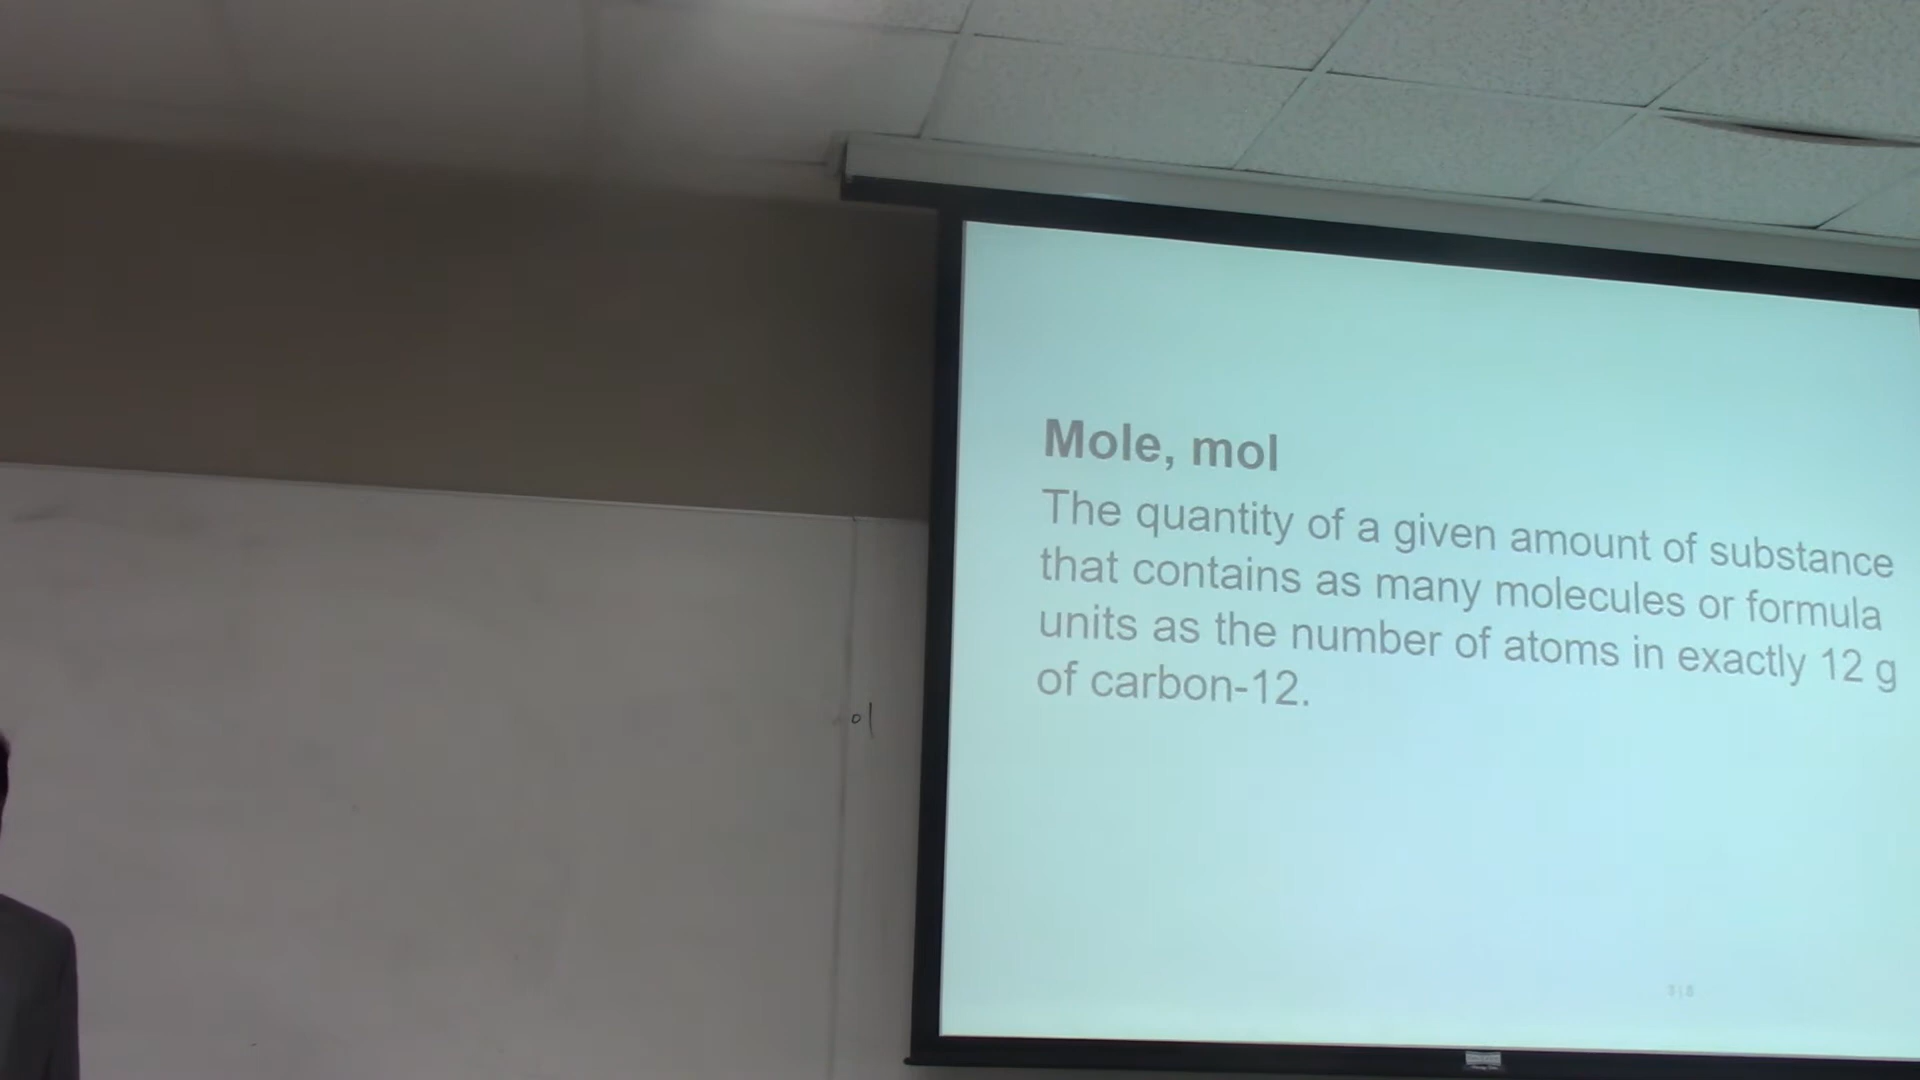 Mole, mol
The quantity of a given amount of substance
that contains as many molecules or formula
units as the number of atoms in exactly 12 g
of carbon-12.
ol